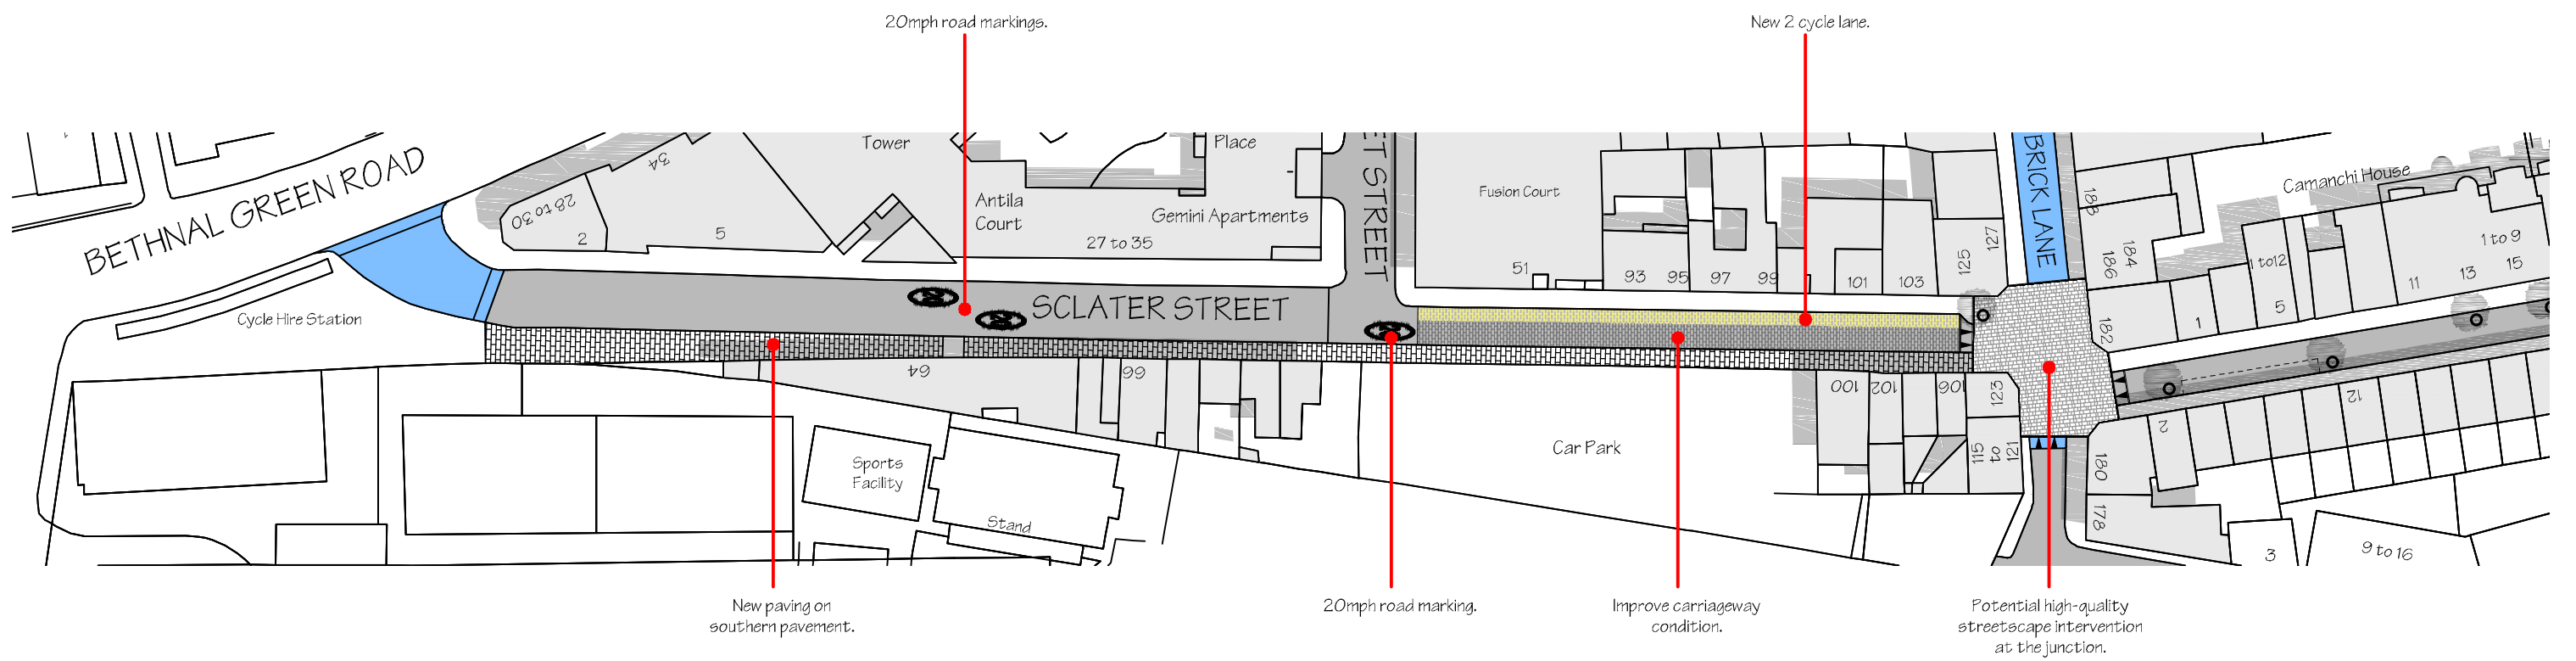 20mph road markings.
New 2 cycle lane.
BETHNAL GREEN ROAD
Cycle Hire Station
28 to 30
2
34
5
Tower
Antila
Court
Place
Gemini Apartments
27 to 35
SCLATER STREET
ET STREET
Fusion Court
51
93
95
97
99
101
103
125
127
BRICK LANE
188
186
184
182
Camanchi House
1
1 to12
5
11
13
15
1 to 9
64
66
Sports
Facility
Stand
Car Park
100
102
106
123
115
to
121
180
178
2
12
3
9 to 16
New paving on
southern pavement.
20mph road marking.
Improve carriageway
condition.
Potential high-quality
streetscape intervention
at the junction.